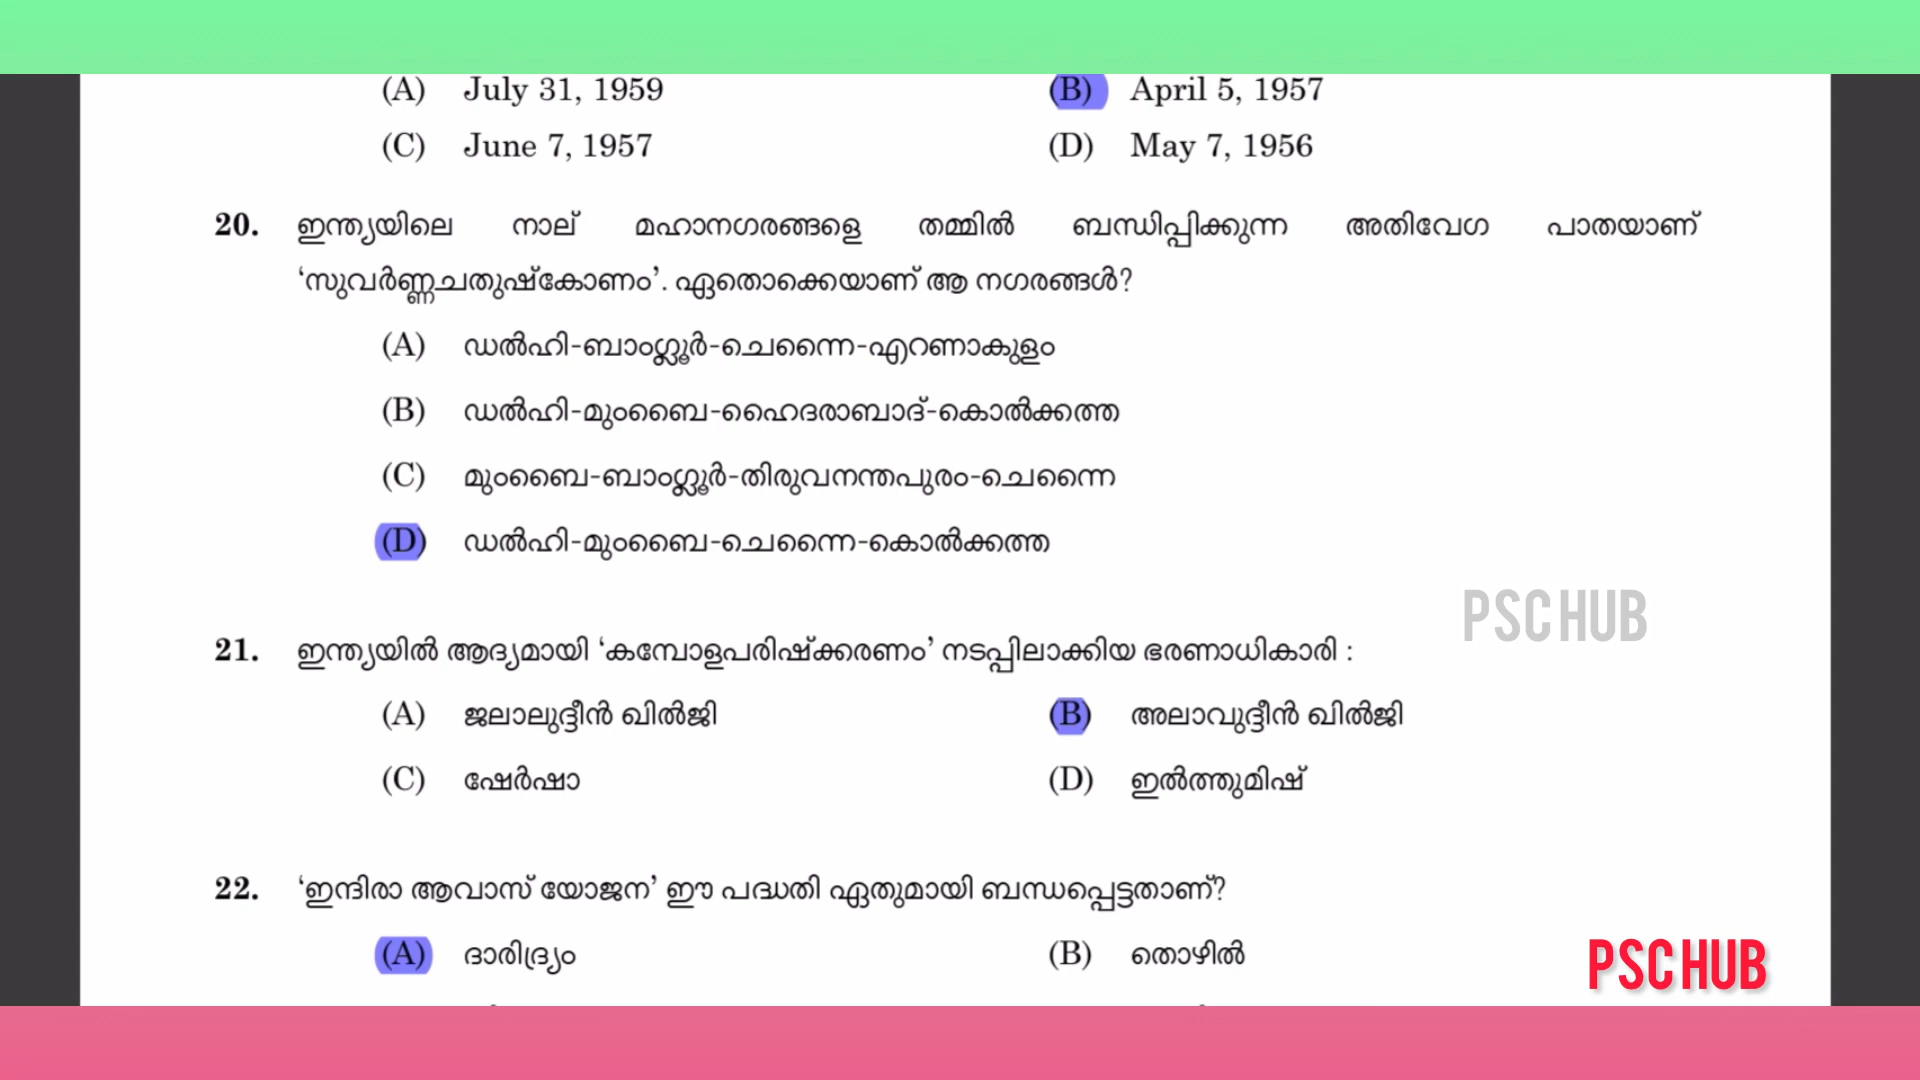 (A) July 31, 1959 (B) April 5, 1957
(C) June 7, 1957 (D) May 7, 1956
20. ഇന്ത്യയിലെ നാല് മഹാനഗരങ്ങളെ തമ്മിൽ ബന്ധിപ്പിക്കുന്ന അതിവേഗ പാതയാണ്
‘സുവർണ്ണചതുഷ്കോണം’. ഏതൊക്കെയാണ് ആ നഗരങ്ങൾ?
(A) ഡൽഹി-ബാംഗ്ലൂർ-ചെന്നൈ-എറണാകുളം
(B) ഡൽഹി-മുംബൈ-ഹൈദരാബാദ്-കൊൽക്കത്ത
(C) മുംബൈ-ബാംഗ്ലൂർ-തിരുവനന്തപുരം-ചെന്നൈ
(D) ഡൽഹി-മുംബൈ-ചെന്നൈ-കൊൽക്കത്ത
PSC HUB
21. ഇന്ത്യയിൽ ആദ്യമായി ‘കമ്പോളപരിഷ്ക്കരണം’ നടപ്പിലാക്കിയ ഭരണാധികാരി :
(A) ജലാലുദ്ദീൻ ഖിൽജി (B) അലാവുദ്ദീൻ ഖിൽജി
(C) ഷേർഷാ (D) ഇൽത്തുമിഷ്
22. ‘ഇന്ദിരാ ആവാസ് യോജന’ ഈ പദ്ധതി ഏതുമായി ബന്ധപ്പെട്ടതാണ്?
(A) ദാരിദ്ര്യം (B) തൊഴിൽ
PSC HUB